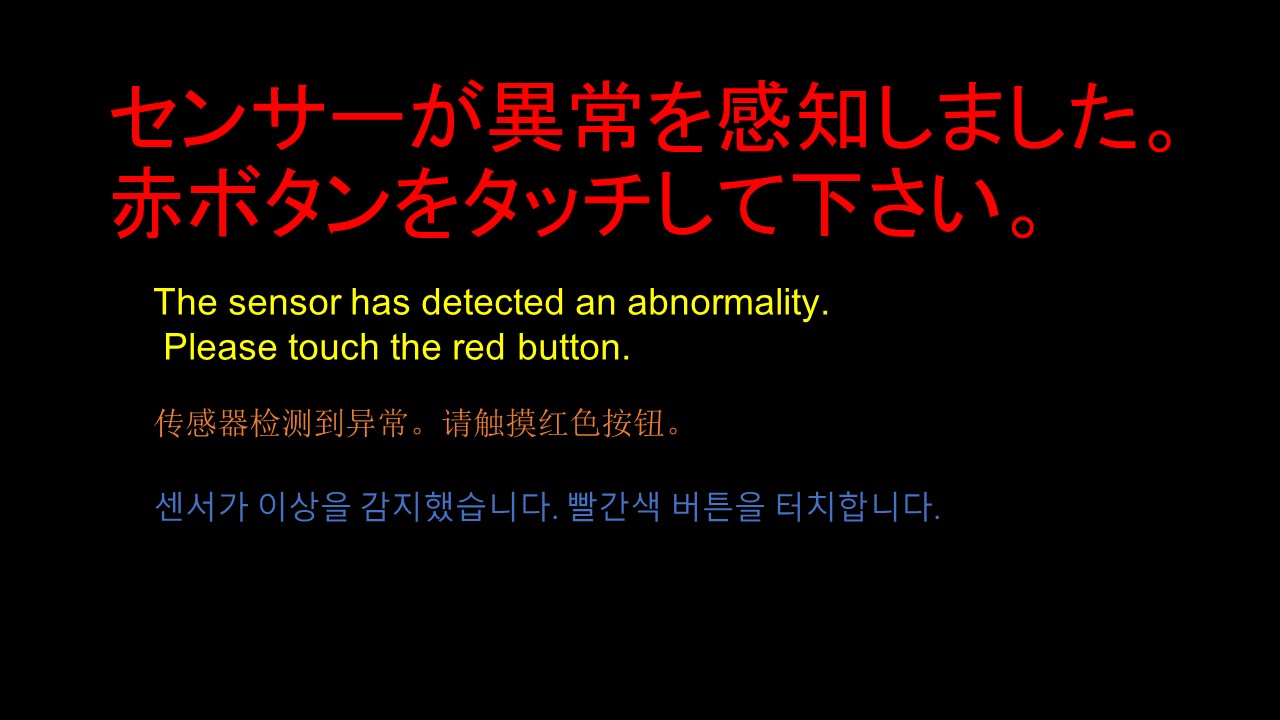 センサーが異常を感知しました。
赤ボタンをタッチして下さい。
The sensor has detected an abnormality.
Please touch the red button.
传感器检测到异常。请触摸红色按钮。
센서가 이상을 감지했습니다. 빨간색 버튼을 터치합니다.